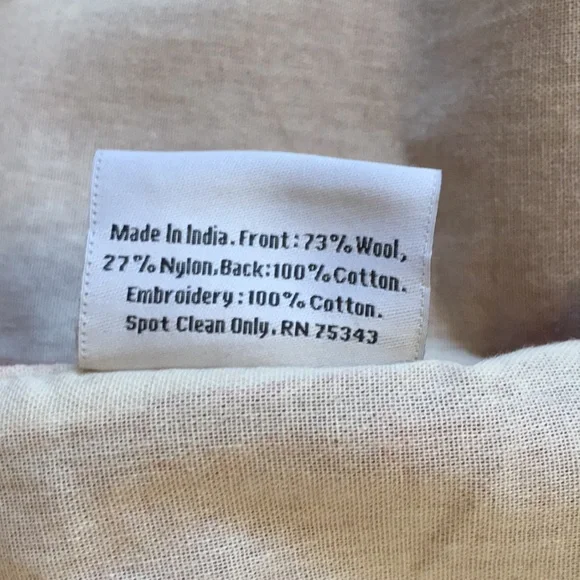 Made In India. Front: 73% Wool,
27% Nylon. Back: 100% Cotton.
Embroidery: 100% Cotton.
Spot Clean Only. RN 75343